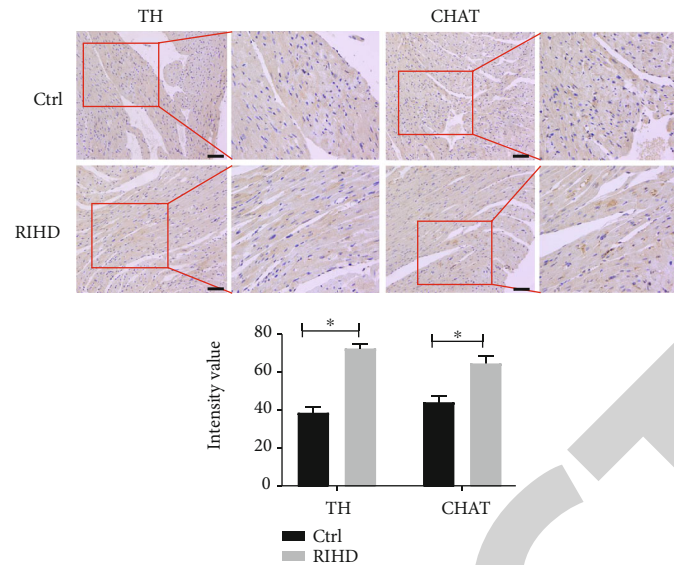 TH CHAT
Ctrl
RIHD
* *
80
60
40
20
0
Intensity value
TH CHAT
Ctrl
RIHD